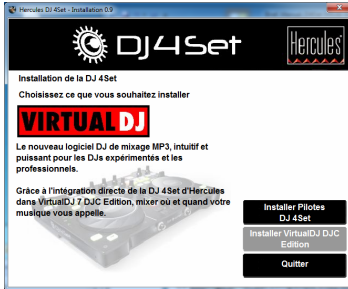 Hercules DJ 4Set - Installation 0.9
DJ4Set
Hercules
Installation de la DJ 4Set
Choisissez ce que vous souhaitez installer
VIRTUAL DJ
Le nouveau logiciel DJ de mixage MP3, intuitif et
puissant pour les DJs expérimentés et les
professionnels.
Grâce à l'intégration directe de la DJ 4Set d'Hercules
dans VirtualDJ 7 DJC Edition, mixer où et quand votre
musique vous appelle.
Installer Pilotes
DJ 4Set
Installer VirtualDJ DJC
Edition
Quitter